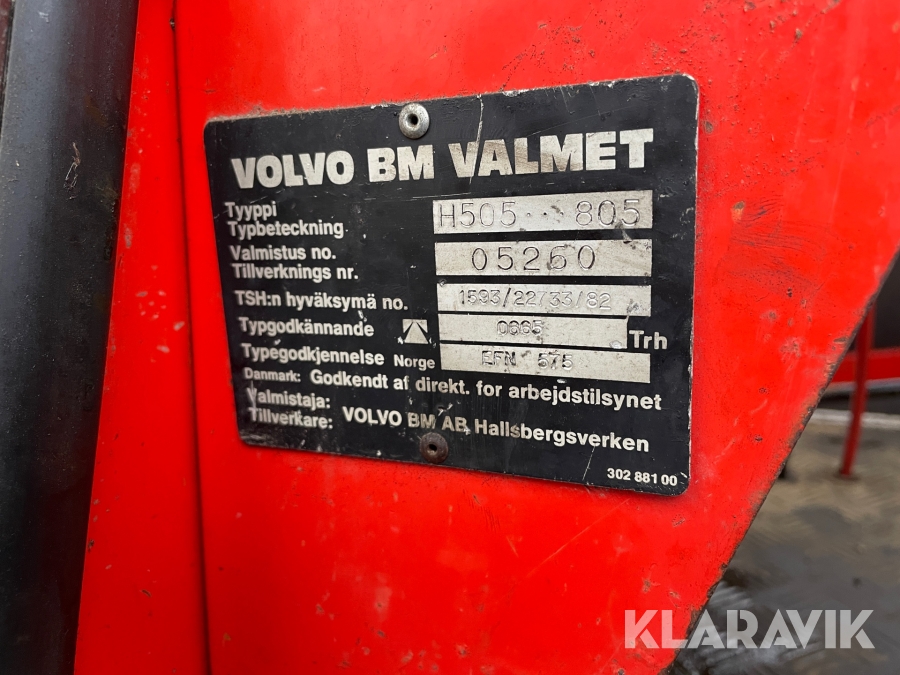 VOLVO BM VALMET
Tyyppi
Typbeteckning H505 · · 805
Valmistus no.
Tillverknings nr. 05260
TSH:n hyväksymä no. 1593/22/33/82
Typgodkännande 0665 Trh
Typegodkjennelse Norge EFN 575
Danmark: Godkendt af direkt. for arbejdstilsynet
Valmistaja:
Tillverkare: VOLVO BM AB, Hallsbergsverken
302 881 00
KLARAVIK